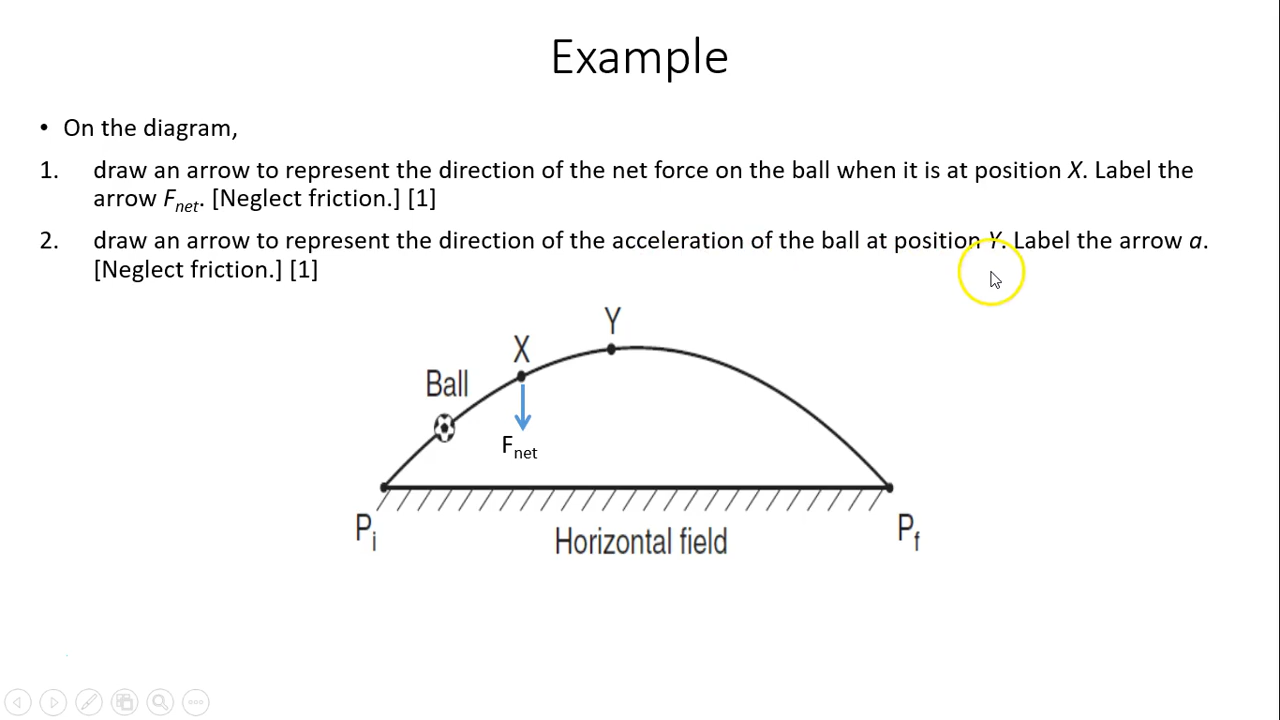 Example
• On the diagram,
1. draw an arrow to represent the direction of the net force on the ball when it is at position X. Label the
arrow Fnet. [Neglect friction.] [1]
2. draw an arrow to represent the direction of the acceleration of the ball at position Y. Label the arrow a.
[Neglect friction.] [1]
Y
X
Ball
Fnet
Pi
Pf
Horizontal field